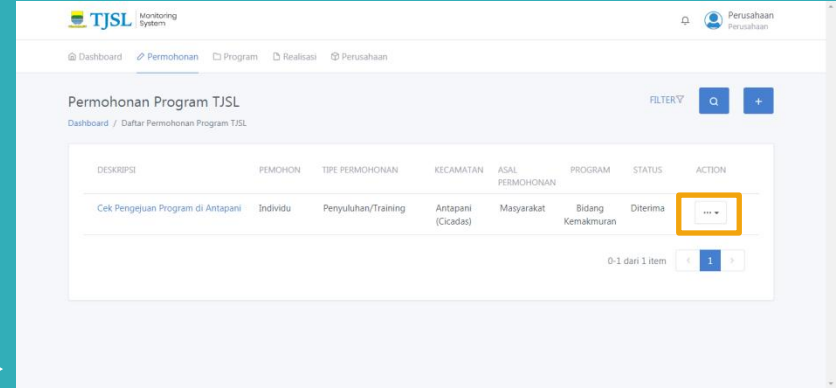 TJSL Monitoring System
Perusahaan
Perusahaan
Dashboard Permohonan Program Realisasi Perusahaan
Permohonan Program TJSL
FILTER
Dashboard / Daftar Permohonan Program TJSL
DESKRIPSI PEMOHON TIPE PERMOHONAN KECAMATAN ASAL PERMOHONAN PROGRAM STATUS ACTION
Cek Pengejuan Program di Antapani Individu Penyuluhan/Training Antapani (Cicadas) Masyarakat Bidang Kemakmuran Diterima ...
0-1 dari 1 item < 1 >